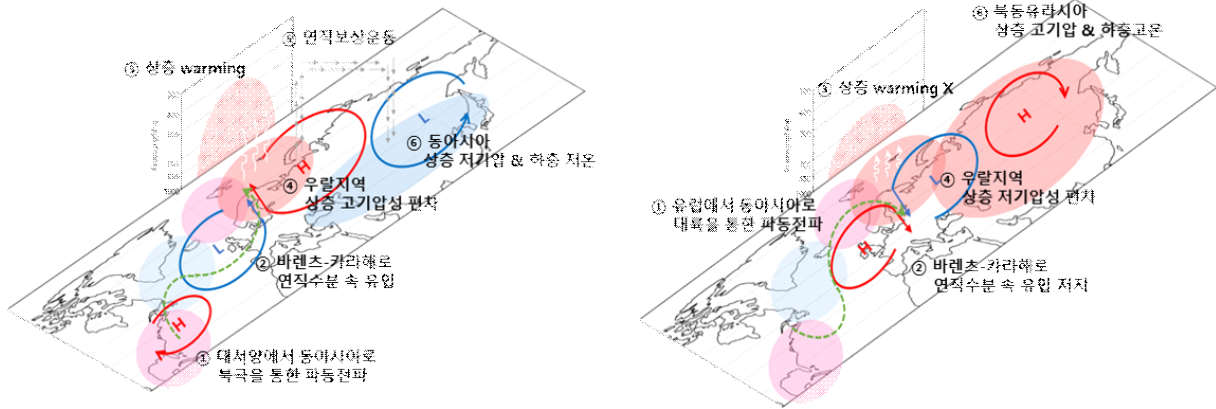 ⑤ 연직보상운동
③ 상층 warming
L
⑥ 동아시아
상층 저기압 & 하층 저온
H
④ 우랄지역
상층 고기압성 편차
L
② 바렌츠-카라해로
연직수분 속 유입
H
① 대서양에서 동아시아로
북극을 통한 파동전파
⑥ 북동유라시아
상층 고기압 & 하층고온
③ 상층 warming X
H
L
④ 우랄지역
상층 저기압성 편차
① 유럽에서 동아시아로
대륙을 통한 파동전파
H
② 바렌츠-카라해로
연직수분 속 유입 저지